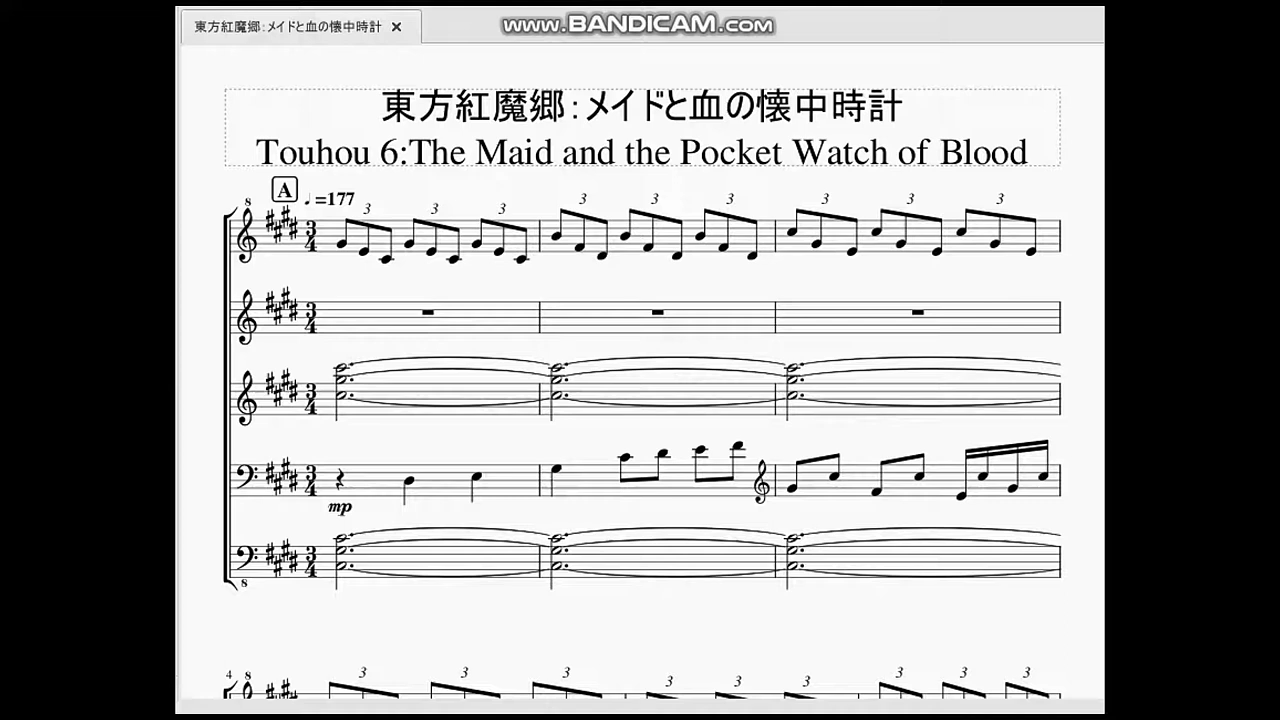 東方紅魔郷：メイドと血の懐中時計 ×
www.BANDICAM.com
東方紅魔郷：メイドと血の懐中時計
Touhou 6:The Maid and the Pocket Watch of Blood
A ♩=177
8 3 3 3 3 3 3 3 3 3
3 4
3 4
3 4
3 4
mp
3 4
8
4 8 3 3 3 3 3 3 3 3 3